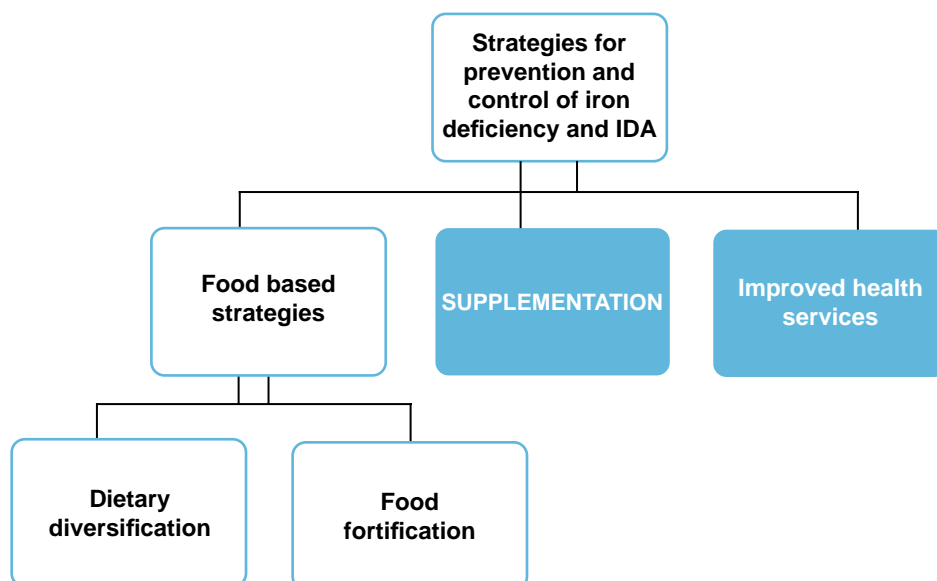 Strategies for
prevention and
control of iron
deficiency and IDA
Food based
strategies
SUPPLEMENTATION
Improved health
services
Dietary
diversification
Food
fortification